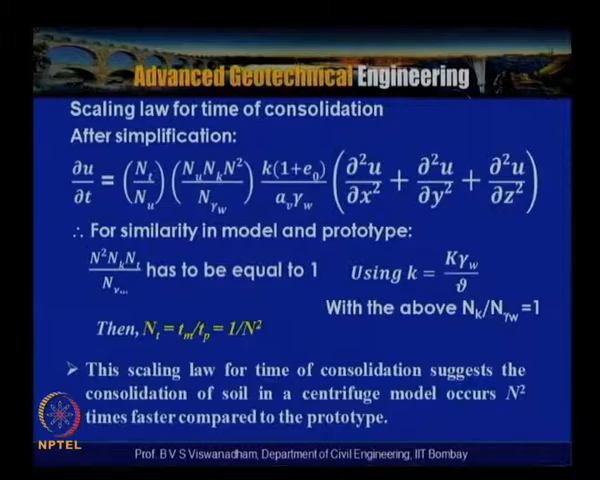 Advanced Geotechnical Engineering
Scaling law for time of consolidation
After simplification:
∂u/∂t = (N_t/N_u) (N_u N_k N²/N_γw) k(1+e₀)/(a_v γ_w) (∂²u/∂x² + ∂²u/∂y² + ∂²u/∂z²)
∴ For similarity in model and prototype:
N² N_k N_t/N_γw has to be equal to 1 Using k = Kγ_w/ϑ
With the above N_k/N_γw =1
Then, N_t = t_m/t_p = 1/N²
➢ This scaling law for time of consolidation suggests the
consolidation of soil in a centrifuge model occurs N²
times faster compared to the prototype.
NPTEL
Prof. B V S Viswanadham, Department of Civil Engineering, IIT Bombay